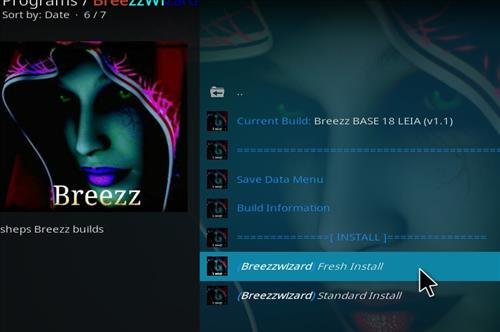 Programs / BreezzWizard
Sort by: Date · 6 / 7
..
Current Build: Breezz BASE 18 LEIA (v1.1)
========================================
Save Data Menu
Build Information
==============[ INSTALL ]================
(Breezzwizard) Fresh Install
(Breezzwizard) Standard Install
Breezz
sheps Breezz builds